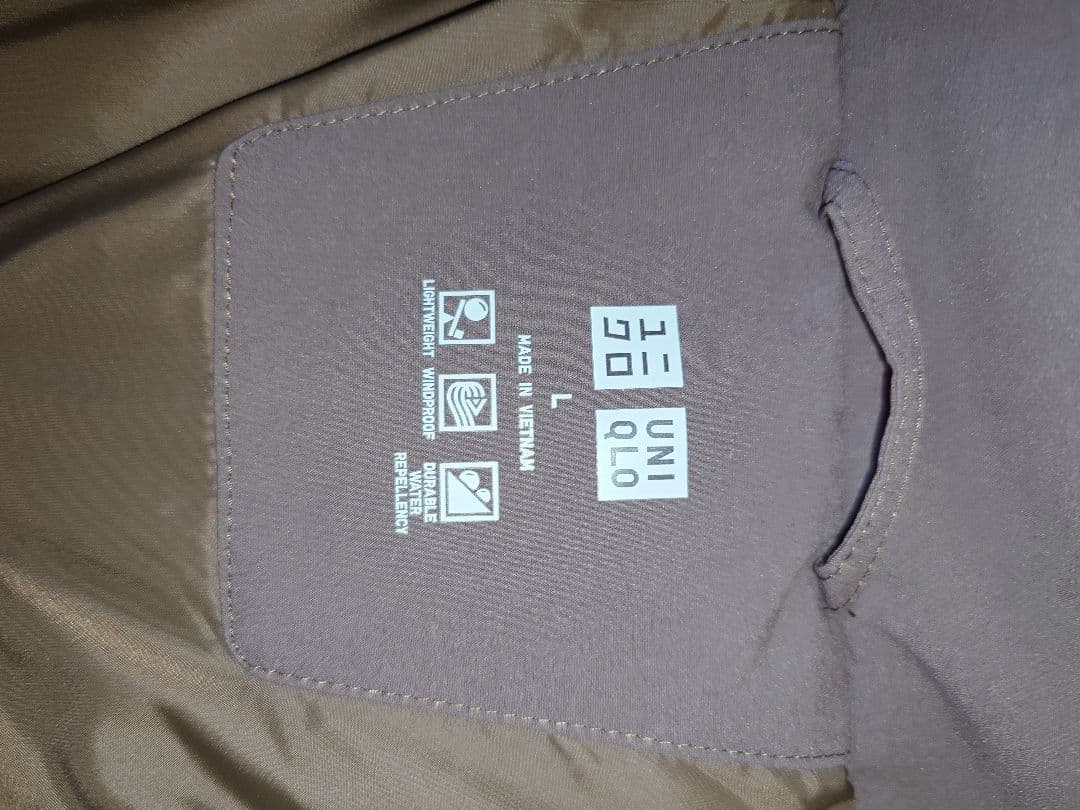 ユニ
クロ
UNI
QLO
L
MADE IN VIETNAM
LIGHTWEIGHT
WINDPROOF
DURABLE
WATER
REPELLENCY